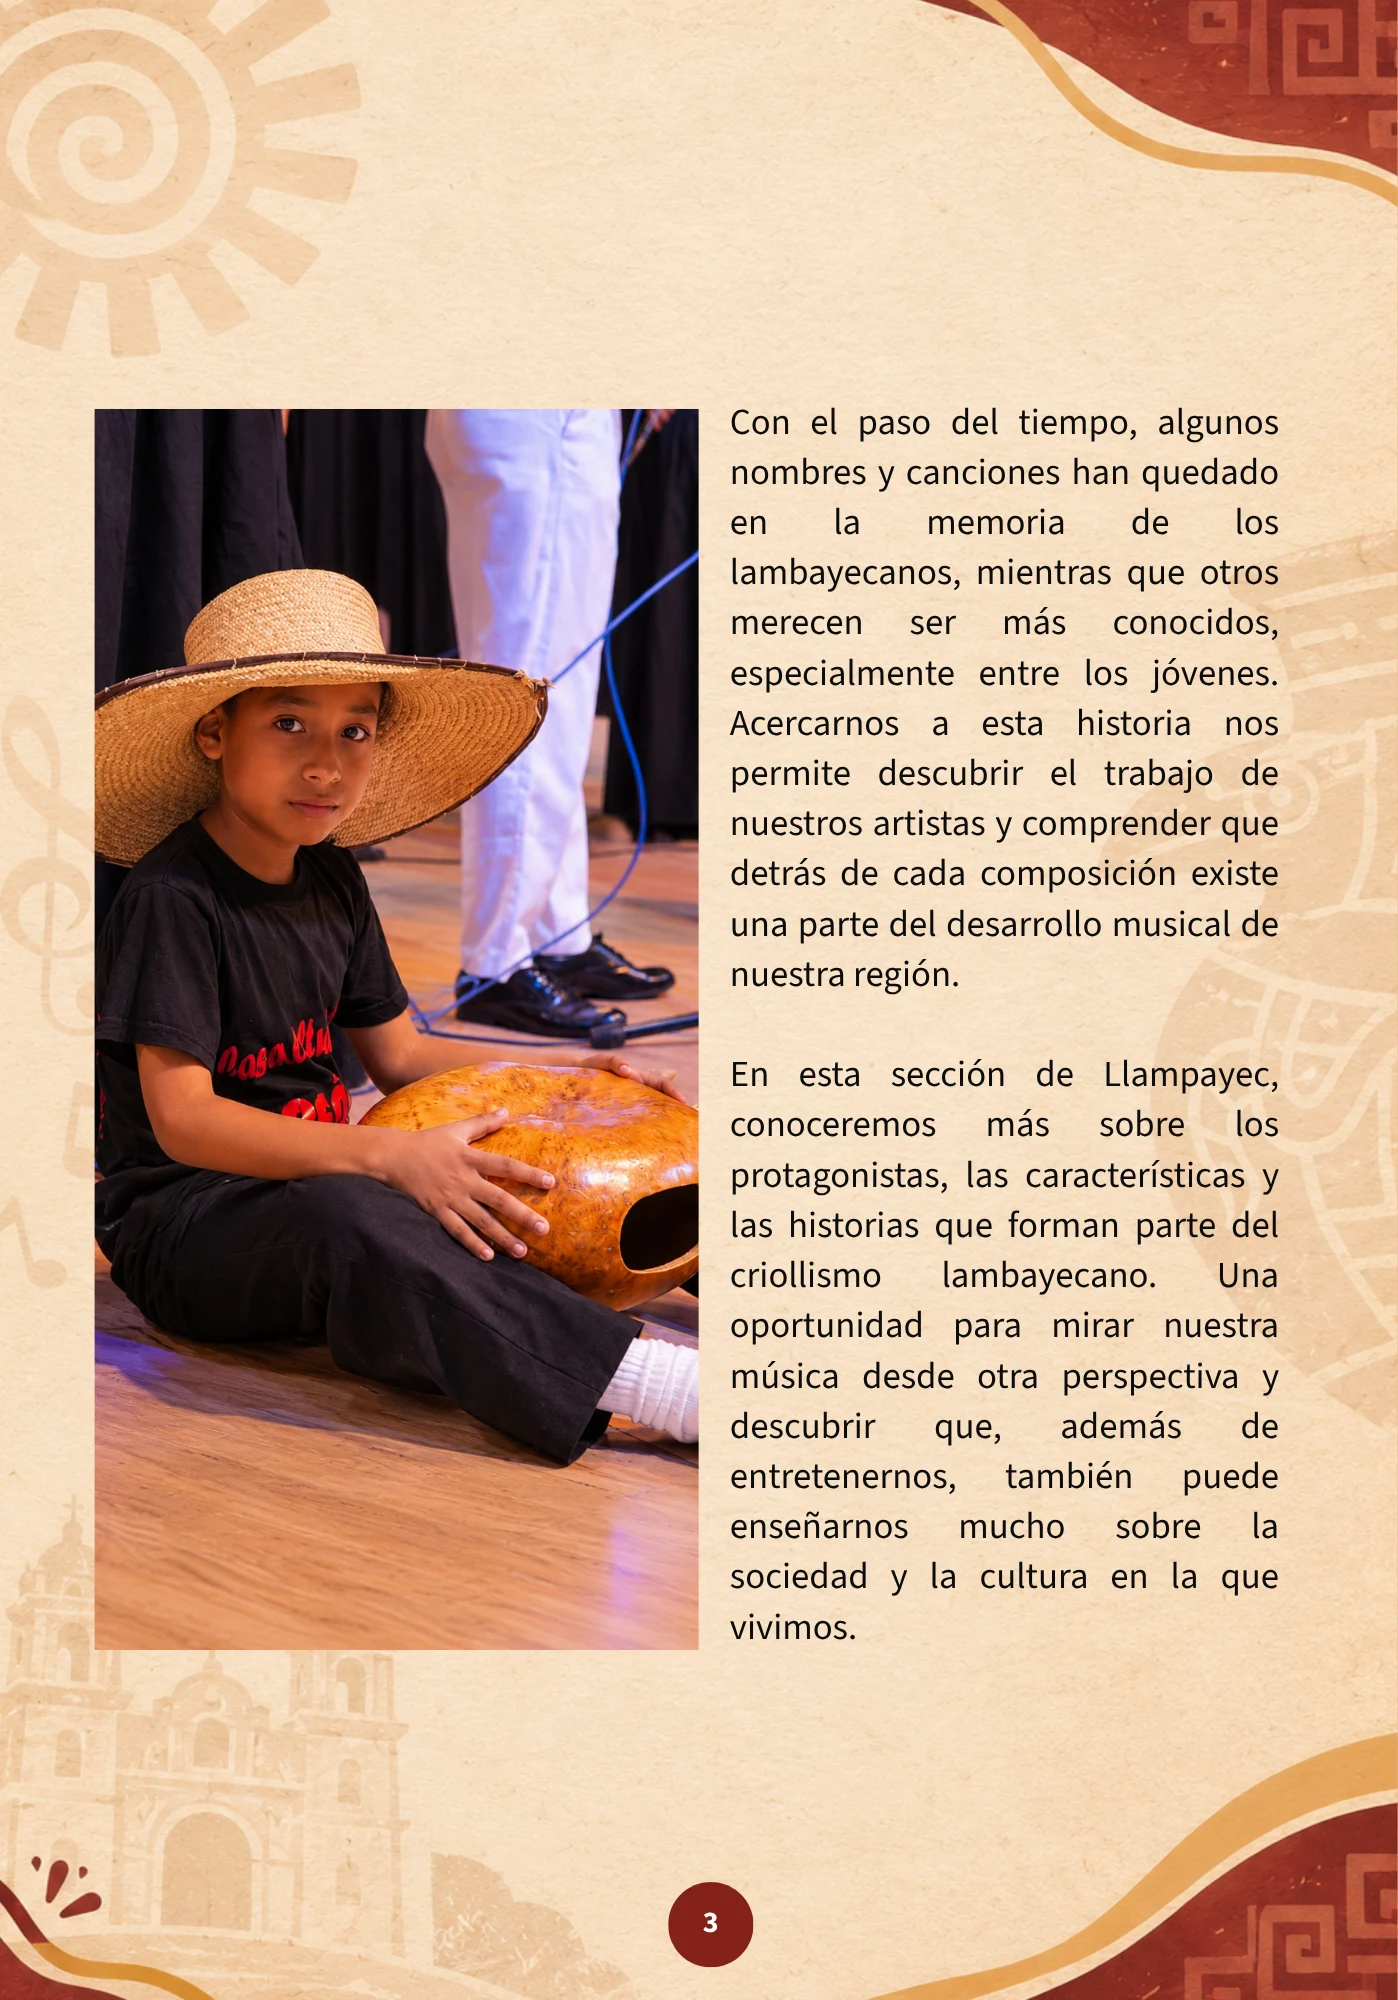 Con el paso del tiempo, algunos
nombres y canciones han quedado
en la memoria de los
lambayecanos, mientras que otros
merecen ser más conocidos,
especialmente entre los jóvenes.
Acercarnos a esta historia nos
permite descubrir el trabajo de
nuestros artistas y comprender que
detrás de cada composición existe
una parte del desarrollo musical de
nuestra región.
En esta sección de Llampayec,
conoceremos más sobre los
protagonistas, las características y
las historias que forman parte del
criollismo lambayecano. Una
oportunidad para mirar nuestra
música desde otra perspectiva y
descubrir que, además de
entretenernos, también puede
enseñarnos mucho sobre la
sociedad y la cultura en la que
vivimos.
3